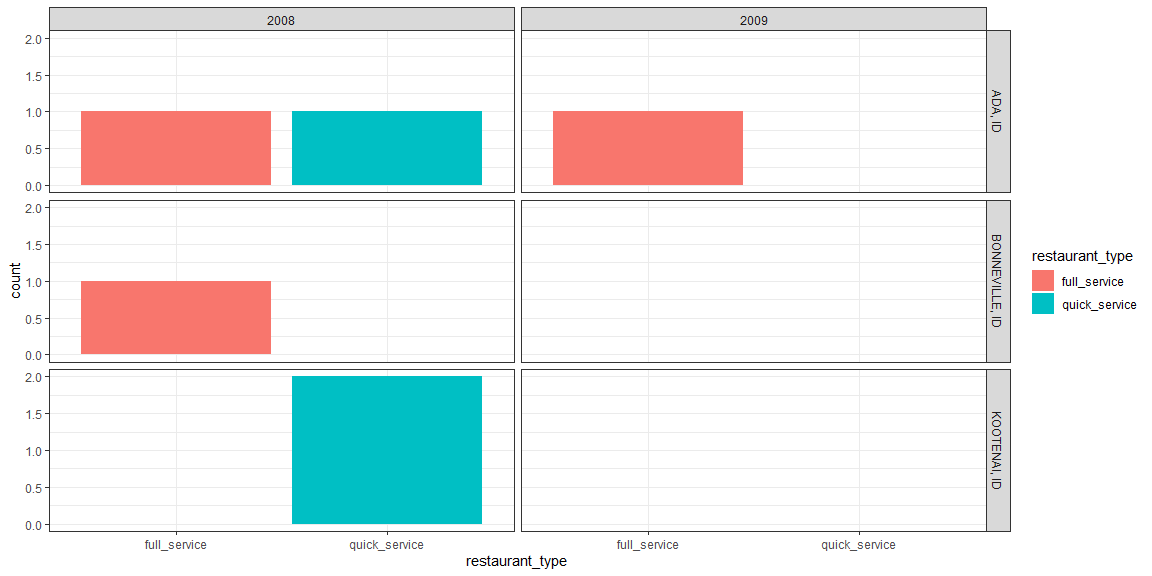 2008
2009
2.0
1.5
1.0
0.5
0.0
ADA, ID
2.0
1.5
1.0
0.5
0.0
BONNEVILLE, ID
2.0
1.5
1.0
0.5
0.0
KOOTENAI, ID
count
full_service
quick_service
full_service
quick_service
restaurant_type
restaurant_type
full_service
quick_service